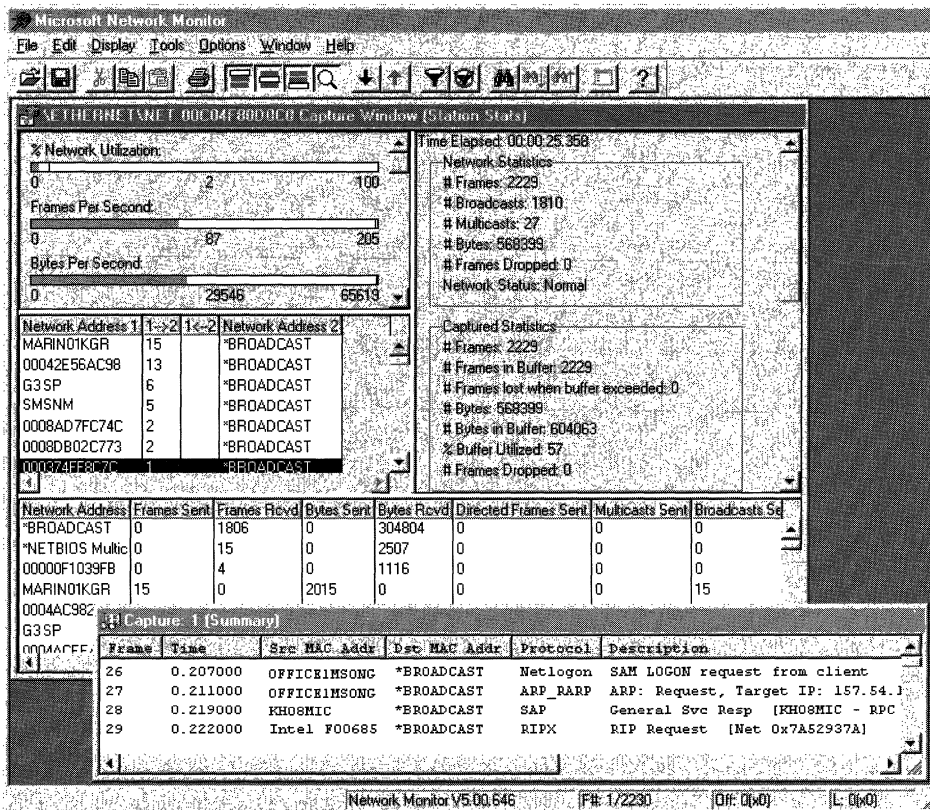 Microsoft Network Monitor
File Edit Display Tools Options Window Help
\ETHERNET\NET 00C04F80D0C0 Capture Window (Station Stats)
% Network Utilization:
0 2 100
Frames Per Second:
0 87 205
Bytes Per Second:
0 29546 65619
Time Elapsed: 00:00:25.358
Network Statistics
# Frames: 2229
# Broadcasts: 1810
# Multicasts: 27
# Bytes: 568399
# Frames Dropped: 0
Network Status: Normal
Captured Statistics
# Frames: 2229
# Frames in Buffer: 2229
# Frames lost when buffer exceeded: 0
# Bytes: 568399
# Bytes in Buffer: 604063
% Buffer Utilized: 57
# Frames Dropped: 0
Network Address 1 1-->2 1<--2 Network Address 2
MARIN01KGR 15 *BROADCAST
00042E56AC98 13 *BROADCAST
G3SP 6 *BROADCAST
SMSNM 5 *BROADCAST
0008AD7FC74C 2 *BROADCAST
0008DB02C773 2 *BROADCAST
000374FF8C7C 1 *BROADCAST
Network Address Frames Sent Frames Rcvd Bytes Sent Bytes Rcvd Directed Frames Sent Multicasts Sent Broadcasts Se
*BROADCAST 0 1806 0 304804 0 0 0
*NETBIOS Multic 0 15 0 2507 0 0 0
00000F1039FB 0 4 0 1116 0 0 0
MARIN01KGR 15 0 2015 0 0 0 15
0004AC982
G3SP
Capture: 1 (Summary)
Frame Time Src MAC Addr Dst MAC Addr Protocol Description
26 0.207000 OFFICE1MSONG *BROADCAST Netlogon SAM LOGON request from client
27 0.211000 OFFICE1MSONG *BROADCAST ARP_RARP ARP: Request, Target IP: 157.54.1
28 0.219000 KH08MIC *BROADCAST SAP General Svc Resp [KH08MIC - RPC
29 0.222000 Intel F00685 *BROADCAST RIPX RIP Request [Net 0x7A52937A]
Network Monitor V5.00.646 F#: 1/2230 Off: 0(x0) L: 0(x0)